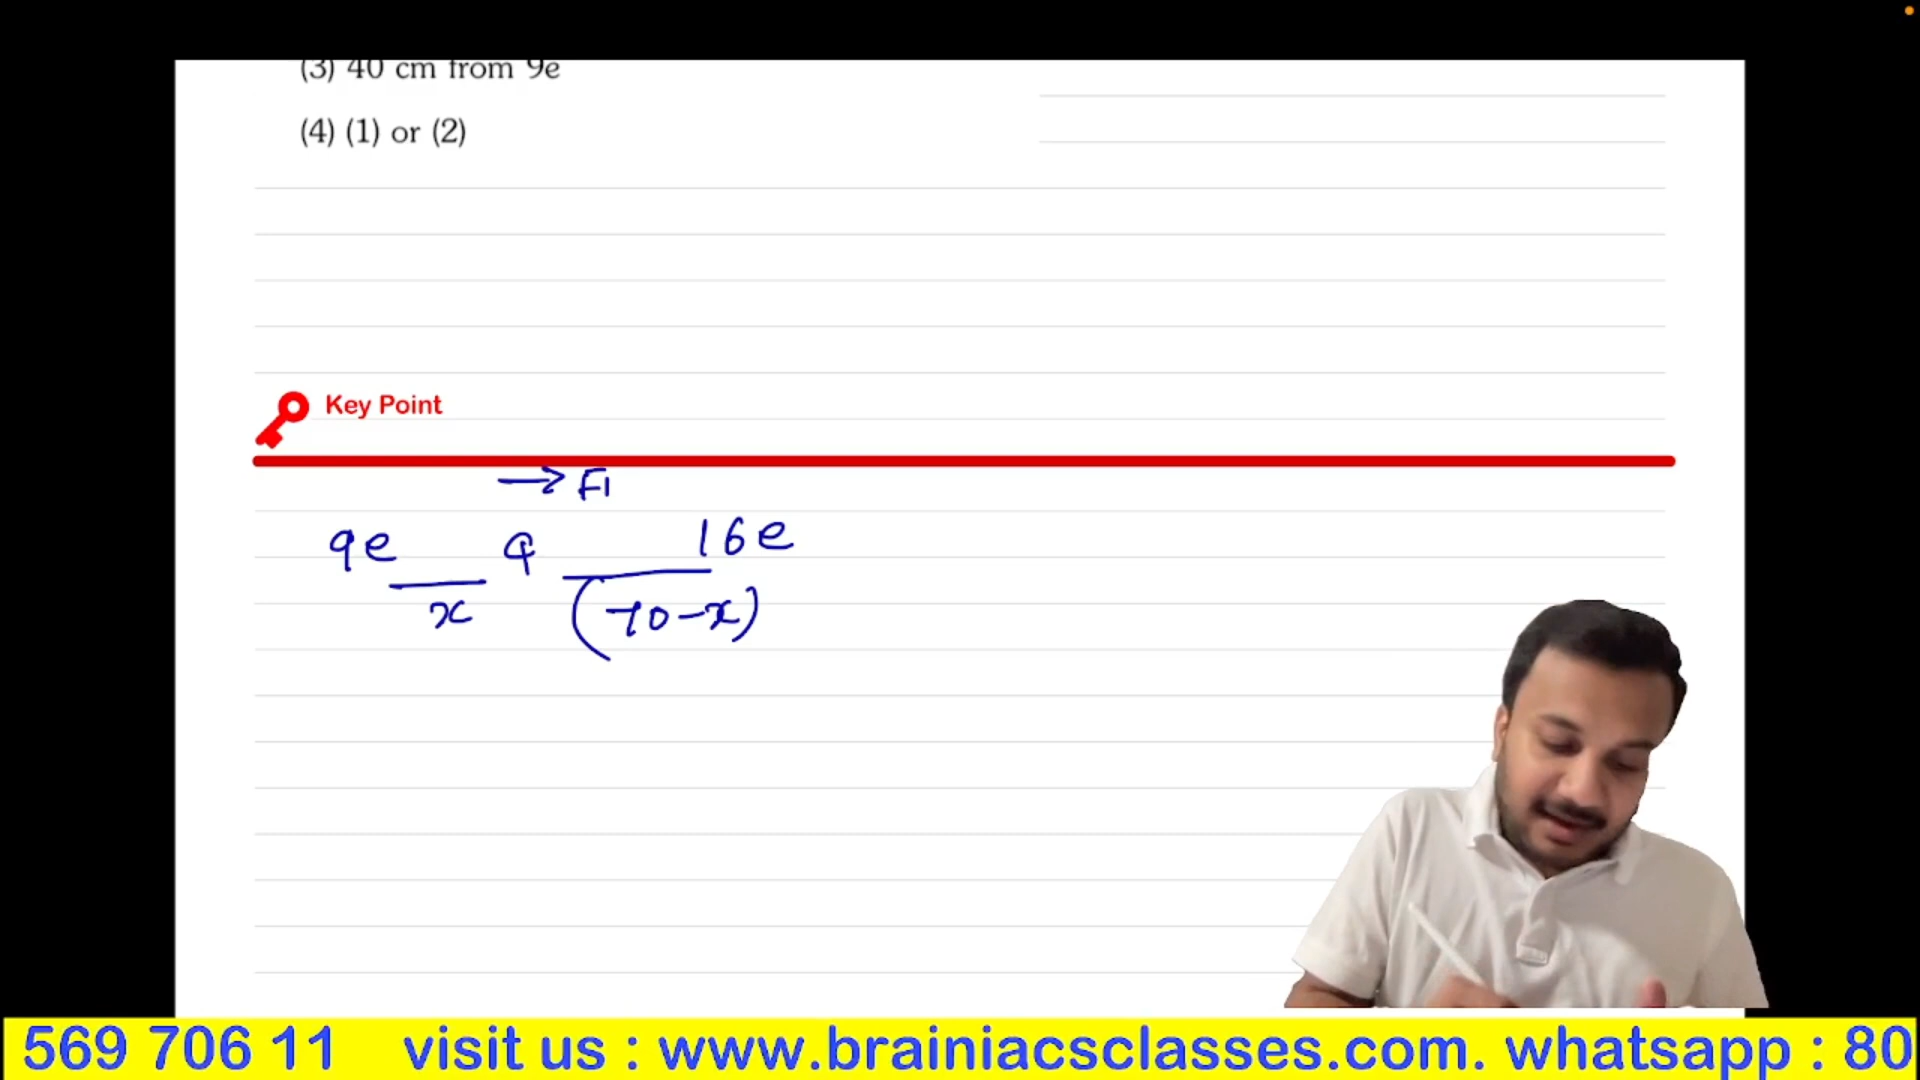 (3) 40 cm from 9e
(4) (1) or (2)
Key Point
→ F1
9e q 16e
x (70-x)
569 706 11 visit us : www.brainiacsclasses.com. whatsapp : 80